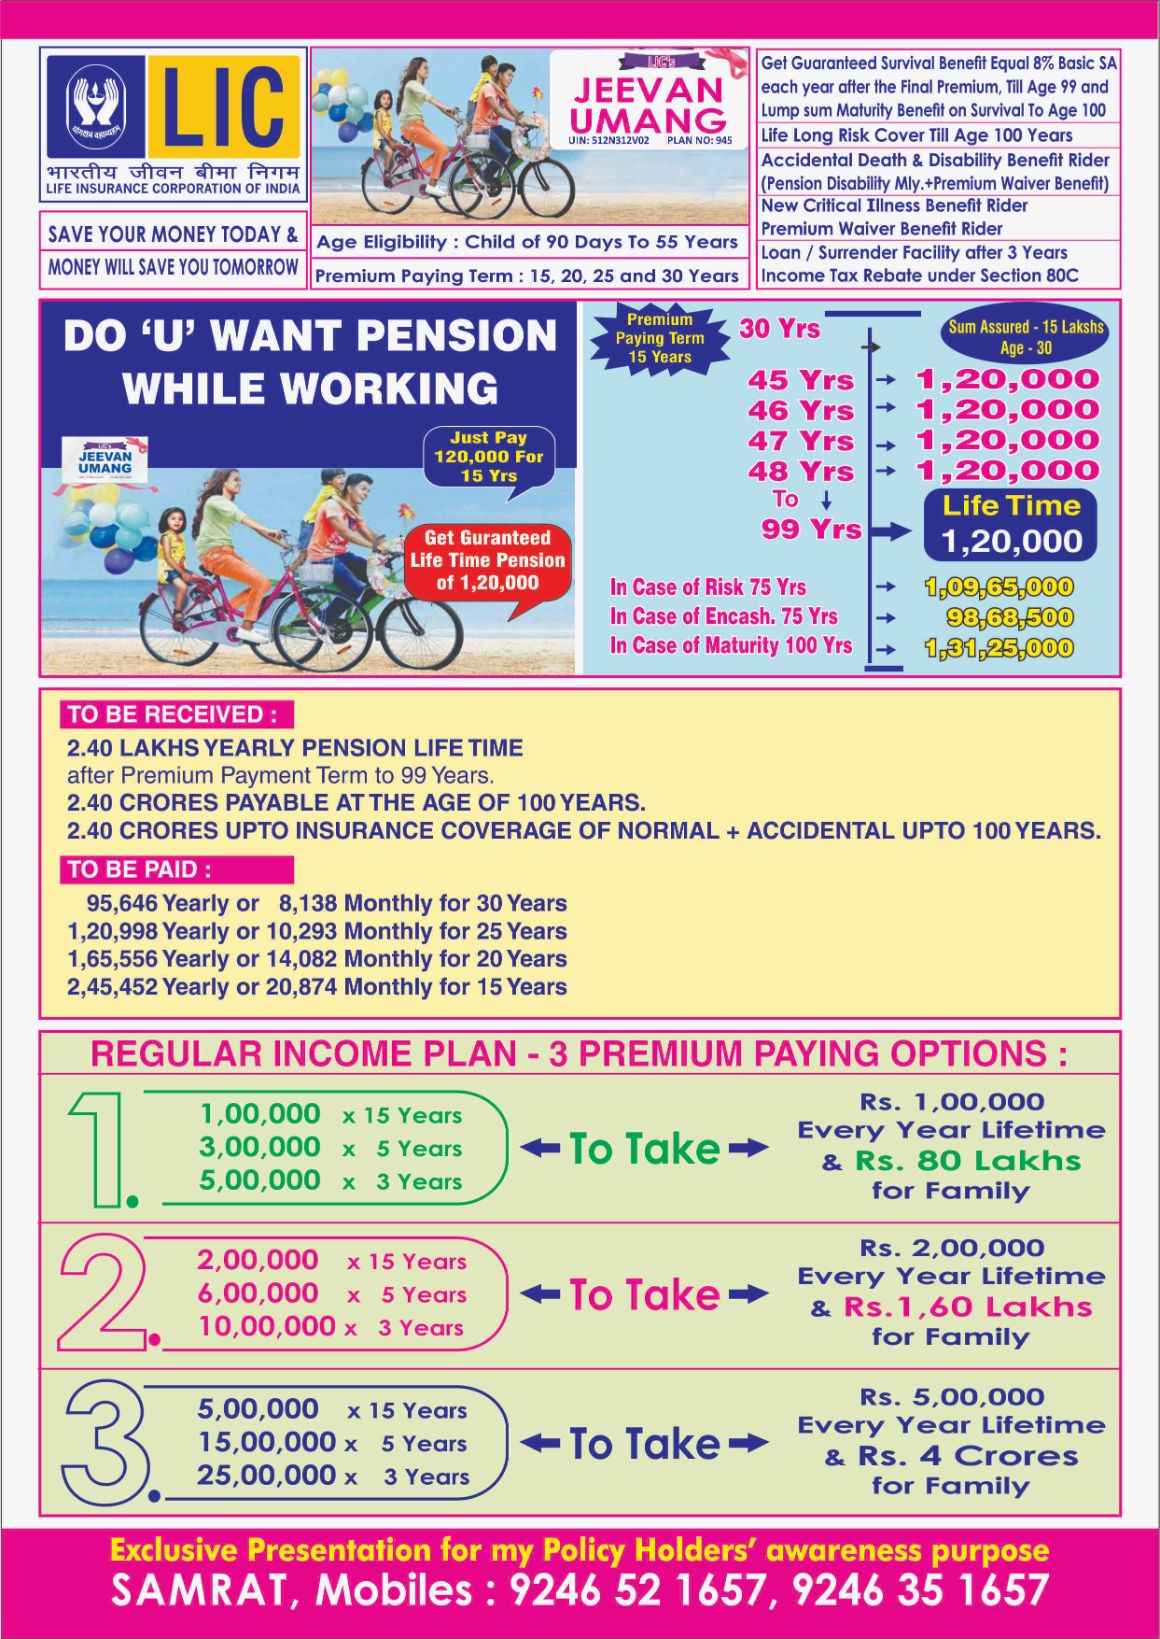 LIC
योगक्षेमं वहाम्यहम्
भारतीय जीवन बीमा निगम
LIFE INSURANCE CORPORATION OF INDIA
SAVE YOUR MONEY TODAY &
MONEY WILL SAVE YOU TOMORROW
LIC's
JEEVAN
UMANG
UIN: 512N312V02 PLAN NO: 945
Age Eligibility : Child of 90 Days To 55 Years
Premium Paying Term : 15, 20, 25 and 30 Years
Get Guaranteed Survival Benefit Equal 8% Basic SA
each year after the Final Premium, Till Age 99 and
Lump sum Maturity Benefit on Survival To Age 100
Life Long Risk Cover Till Age 100 Years
Accidental Death & Disability Benefit Rider
(Pension Disability Mly.+Premium Waiver Benefit)
New Critical Illness Benefit Rider
Premium Waiver Benefit Rider
Loan / Surrender Facility after 3 Years
Income Tax Rebate under Section 80C
DO ‘U’ WANT PENSION
WHILE WORKING
LIC's
JEEVAN
UMANG
Just Pay
120,000 For
15 Yrs
Get Guranteed
Life Time Pension
of 1,20,000
Premium
Paying Term
15 Years
30 Yrs
Sum Assured - 15 Lakshs
Age - 30
45 Yrs → 1,20,000
46 Yrs → 1,20,000
47 Yrs → 1,20,000
48 Yrs → 1,20,000
To ↓
99 Yrs → Life Time
1,20,000
In Case of Risk 75 Yrs → 1,09,65,000
In Case of Encash. 75 Yrs → 98,68,500
In Case of Maturity 100 Yrs → 1,31,25,000
TO BE RECEIVED :
2.40 LAKHS YEARLY PENSION LIFE TIME
after Premium Payment Term to 99 Years.
2.40 CRORES PAYABLE AT THE AGE OF 100 YEARS.
2.40 CRORES UPTO INSURANCE COVERAGE OF NORMAL + ACCIDENTAL UPTO 100 YEARS.
TO BE PAID :
95,646 Yearly or 8,138 Monthly for 30 Years
1,20,998 Yearly or 10,293 Monthly for 25 Years
1,65,556 Yearly or 14,082 Monthly for 20 Years
2,45,452 Yearly or 20,874 Monthly for 15 Years
REGULAR INCOME PLAN - 3 PREMIUM PAYING OPTIONS :
1.
1,00,000 x 15 Years
3,00,000 x 5 Years
5,00,000 x 3 Years
To Take
Rs. 1,00,000
Every Year Lifetime
& Rs. 80 Lakhs
for Family
2.
2,00,000 x 15 Years
6,00,000 x 5 Years
10,00,000 x 3 Years
To Take
Rs. 2,00,000
Every Year Lifetime
& Rs.1,60 Lakhs
for Family
3.
5,00,000 x 15 Years
15,00,000 x 5 Years
25,00,000 x 3 Years
To Take
Rs. 5,00,000
Every Year Lifetime
& Rs. 4 Crores
for Family
Exclusive Presentation for my Policy Holders’ awareness purpose
SAMRAT, Mobiles : 9246 52 1657, 9246 35 1657